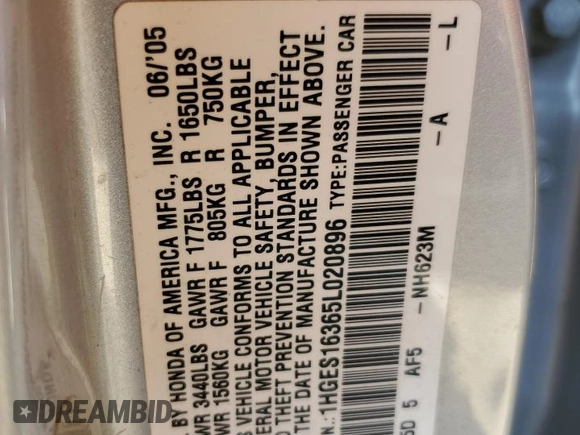 T BY HONDA OF AMERICA MFG., INC. 06/'05
WR 3440LBS GAWR F 1775LBS R 1650LBS
WR 1560KG GAWR F 805KG R 750KG
S VEHICLE CONFORMS TO ALL APPLICABLE
ERAL MOTOR VEHICLE SAFETY, BUMPER,
D THEFT PREVENTION STANDARDS IN EFFECT
THE DATE OF MANUFACTURE SHOWN ABOVE.
N.:1HGES16365L020896 TYPE:PASSENGER CAR
5D 5 AF5 -NH623M -A -L
1DREAMBID